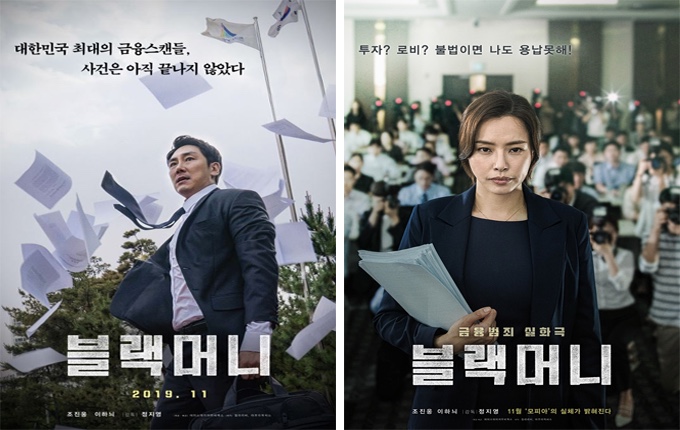 대한민국 최대의 금융스캔들,
사건은 아직 끝나지 않았다
블랙머니
2019. 11
조진웅 이하늬 정지영
투자? 로비? 불법이면 나도 용납못해!
금융범죄 실화극
블랙머니
조진웅 이하늬 정지영 11월 '모피아'의 실체가 밝혀진다